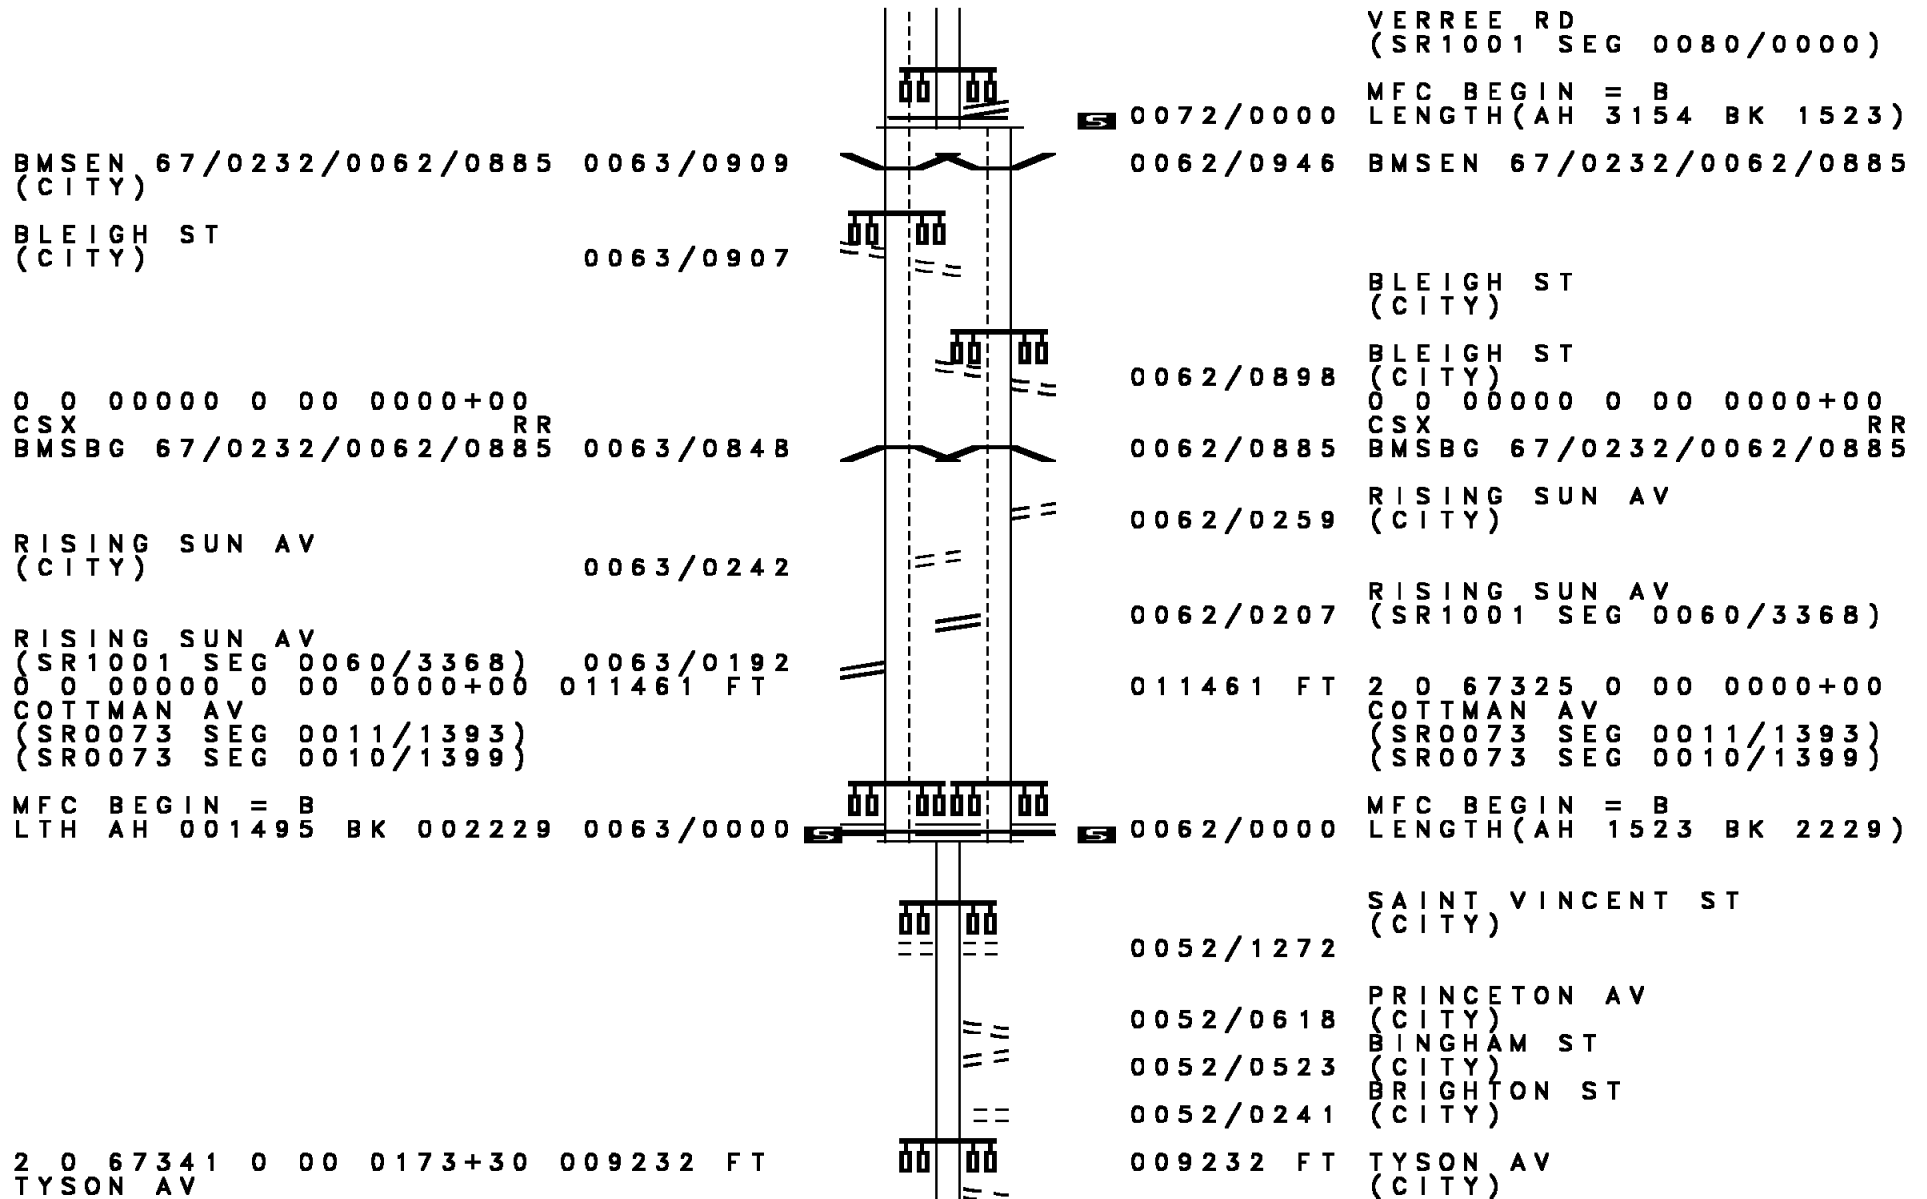 VERREE RD
(SR1001 SEG 0080/0000)
MFC BEGIN = B
S 0072/0000 LENGTH(AH 3154 BK 1523)
BMSEN 67/0232/0062/0885 0063/0909 0062/0946 BMSEN 67/0232/0062/0885
(CITY)
BLEIGH ST
(CITY) 0063/0907
BLEIGH ST
(CITY)
BLEIGH ST
0062/0898 (CITY)
0 0 00000 0 00 0000+00 0 0 00000 0 00 0000+00
CSX RR CSX RR
BMSBG 67/0232/0062/0885 0063/0848 0062/0885 BMSBG 67/0232/0062/0885
RISING SUN AV
0062/0259 (CITY)
RISING SUN AV
(CITY) 0063/0242
RISING SUN AV
0062/0207 (SR1001 SEG 0060/3368)
RISING SUN AV
(SR1001 SEG 0060/3368) 0063/0192
0 0 00000 0 00 0000+00 011461 FT 011461 FT 2 0 67325 0 00 0000+00
COTTMAN AV COTTMAN AV
(SR0073 SEG 0011/1393) (SR0073 SEG 0011/1393)
(SR0073 SEG 0010/1399) (SR0073 SEG 0010/1399)
MFC BEGIN = B MFC BEGIN = B
LTH AH 001495 BK 002229 0063/0000 S S 0062/0000 LENGTH(AH 1523 BK 2229)
SAINT VINCENT ST
(CITY)
0052/1272
PRINCETON AV
0052/0618 (CITY)
BINGHAM ST
0052/0523 (CITY)
BRIGHTON ST
0052/0241 (CITY)
2 0 67341 0 00 0173+30 009232 FT 009232 FT TYSON AV
TYSON AV (CITY)